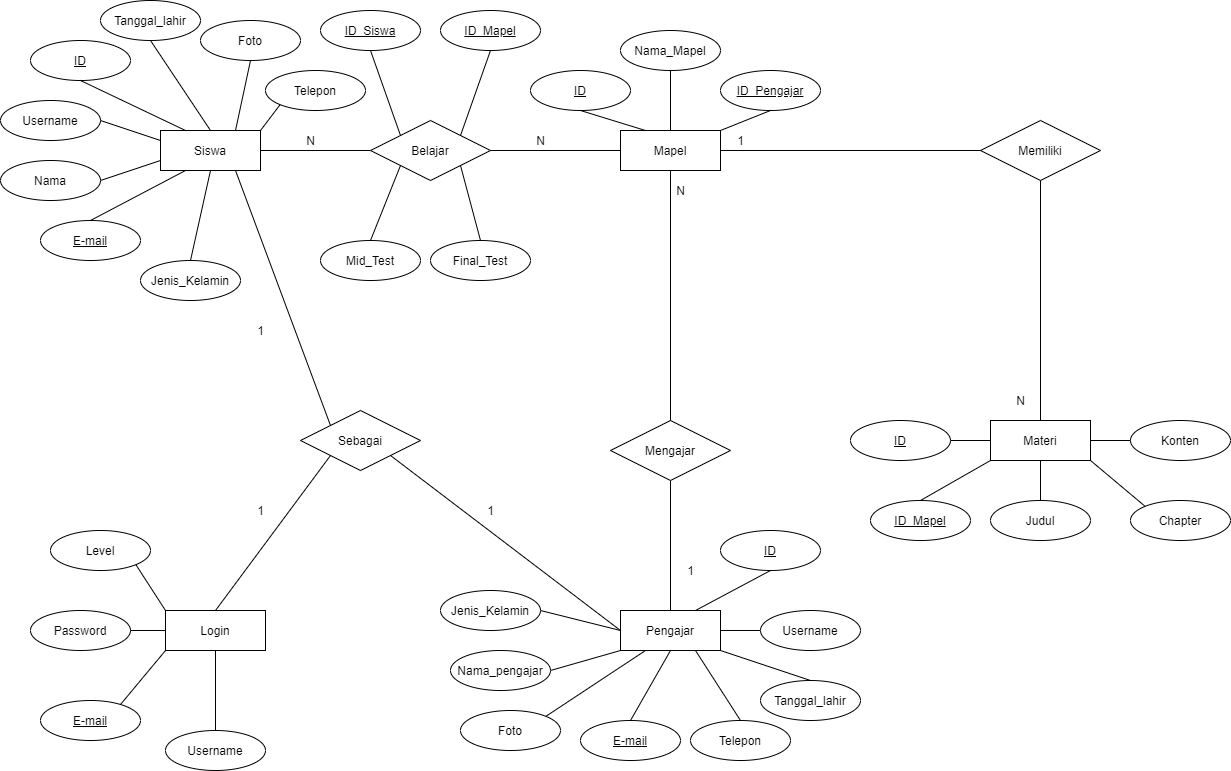 Tanggal_lahir
ID_Siswa
ID_Mapel
Foto
Nama_Mapel
ID
Telepon
ID
ID_Pengajar
Username
Siswa
N
Belajar
N
Mapel
1
Memiliki
Nama
N
E-mail
Mid_Test
Final_Test
Jenis_Kelamin
1
N
Sebagai
Mengajar
ID
Materi
Konten
1
1
ID_Mapel
Judul
Chapter
Level
ID
1
Jenis_Kelamin
Password
Login
Pengajar
Username
Nama_pengajar
Tanggal_lahir
E-mail
Foto
E-mail
Telepon
Username